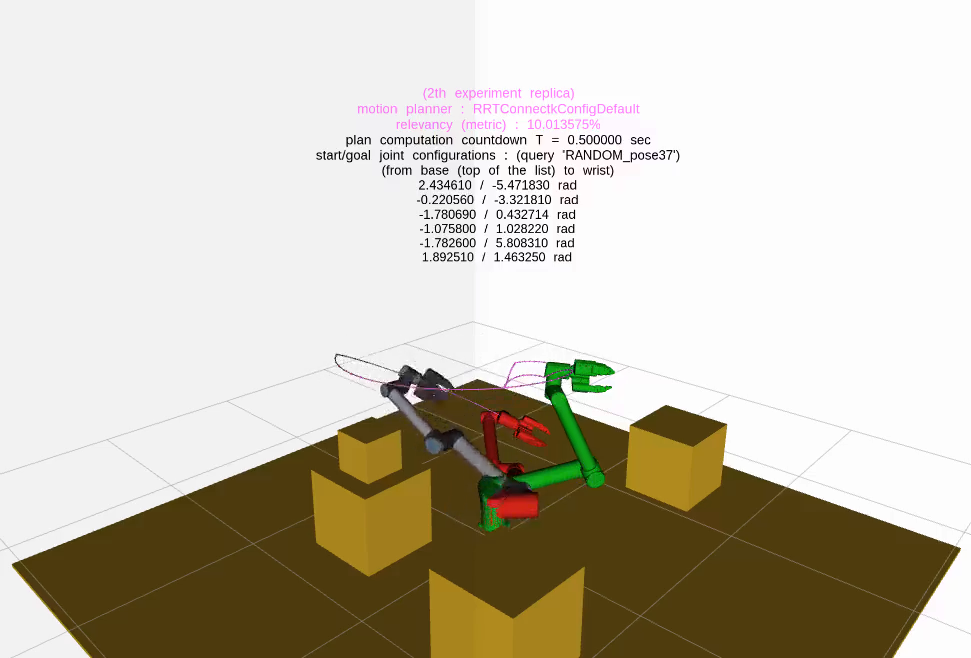 (2th experiment replica)
motion planner : RRTConnectkConfigDefault
relevancy (metric) : 10.013575%
plan computation countdown T = 0.500000 sec
start/goal joint configurations : (query 'RANDOM_pose37')
(from base (top of the list) to wrist)
2.434610 / -5.471830 rad
-0.220560 / -3.321810 rad
-1.780690 / 0.432714 rad
-1.075800 / 1.028220 rad
-1.782600 / 5.808310 rad
1.892510 / 1.463250 rad